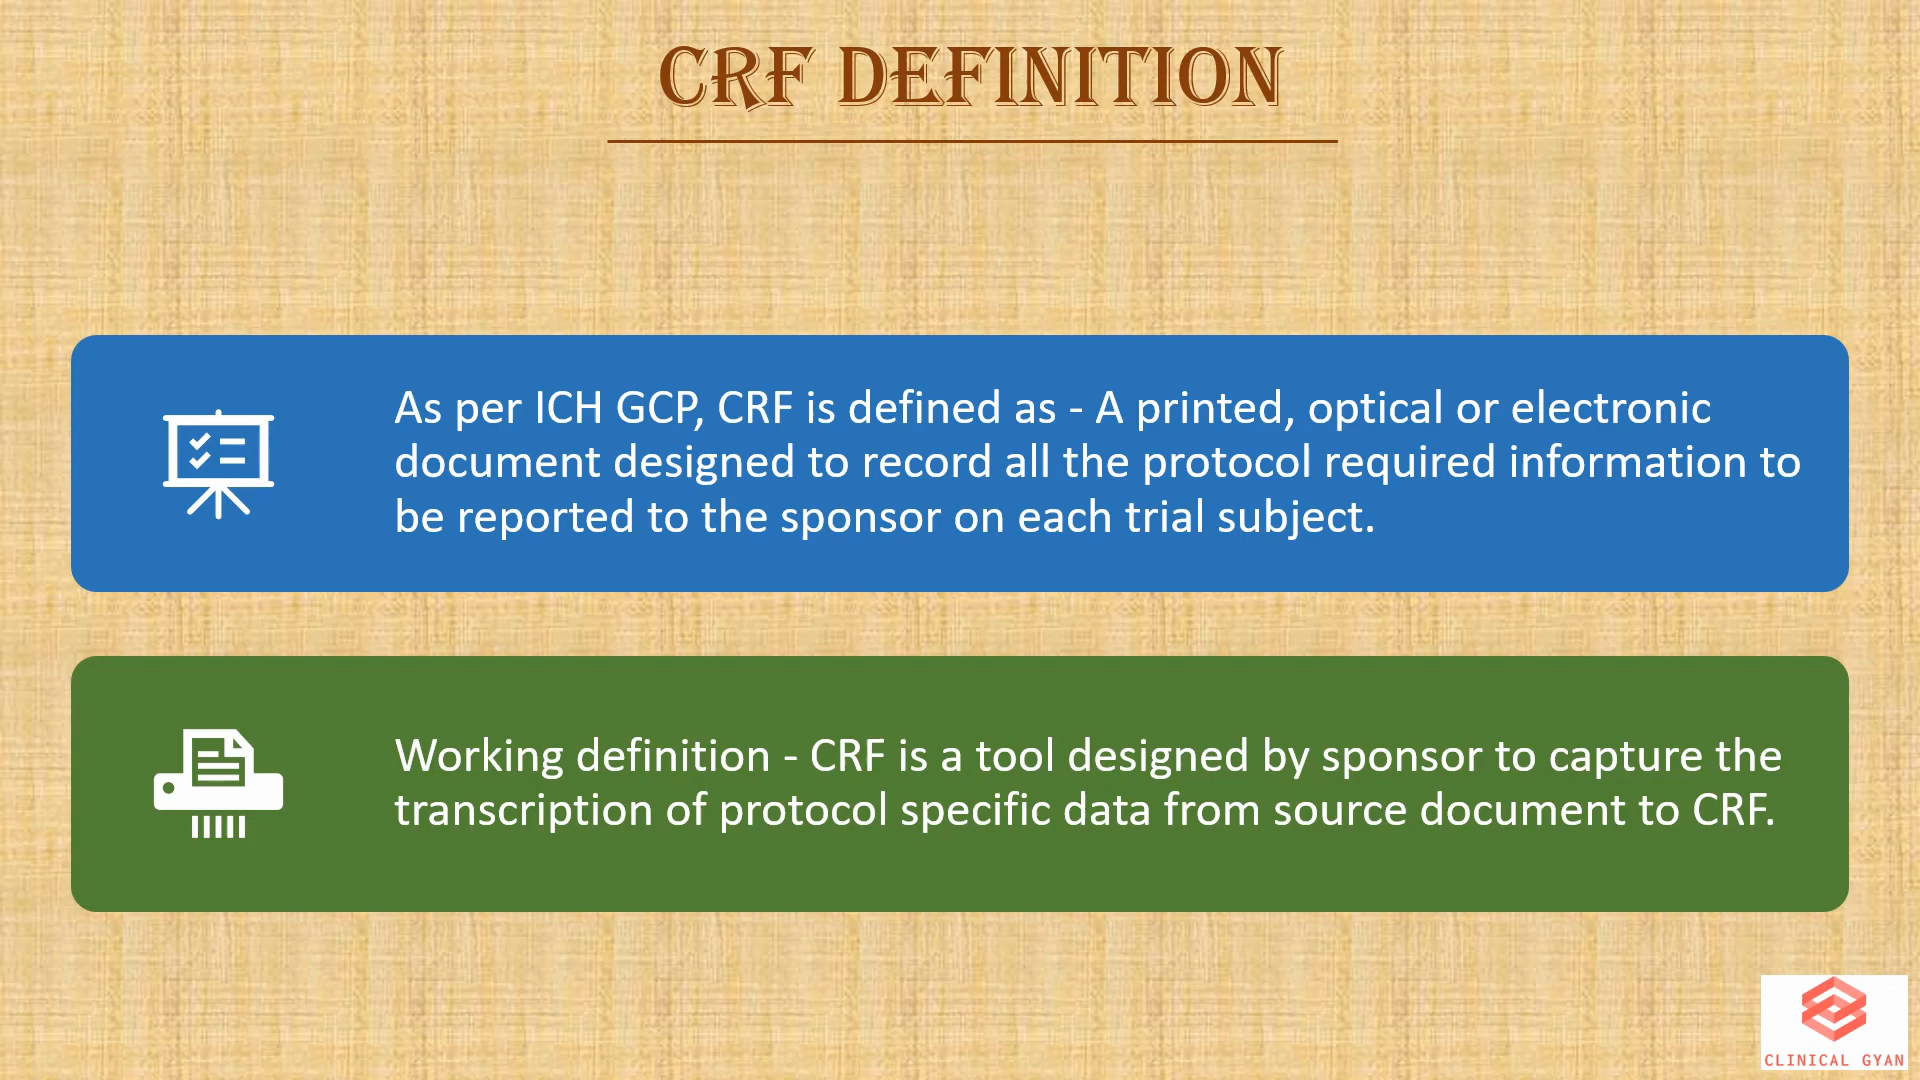 CRF DEFINITION
As per ICH GCP, CRF is defined as - A printed, optical or electronic
document designed to record all the protocol required information to
be reported to the sponsor on each trial subject.
Working definition - CRF is a tool designed by sponsor to capture the
transcription of protocol specific data from source document to CRF.
CLINICAL GYAN